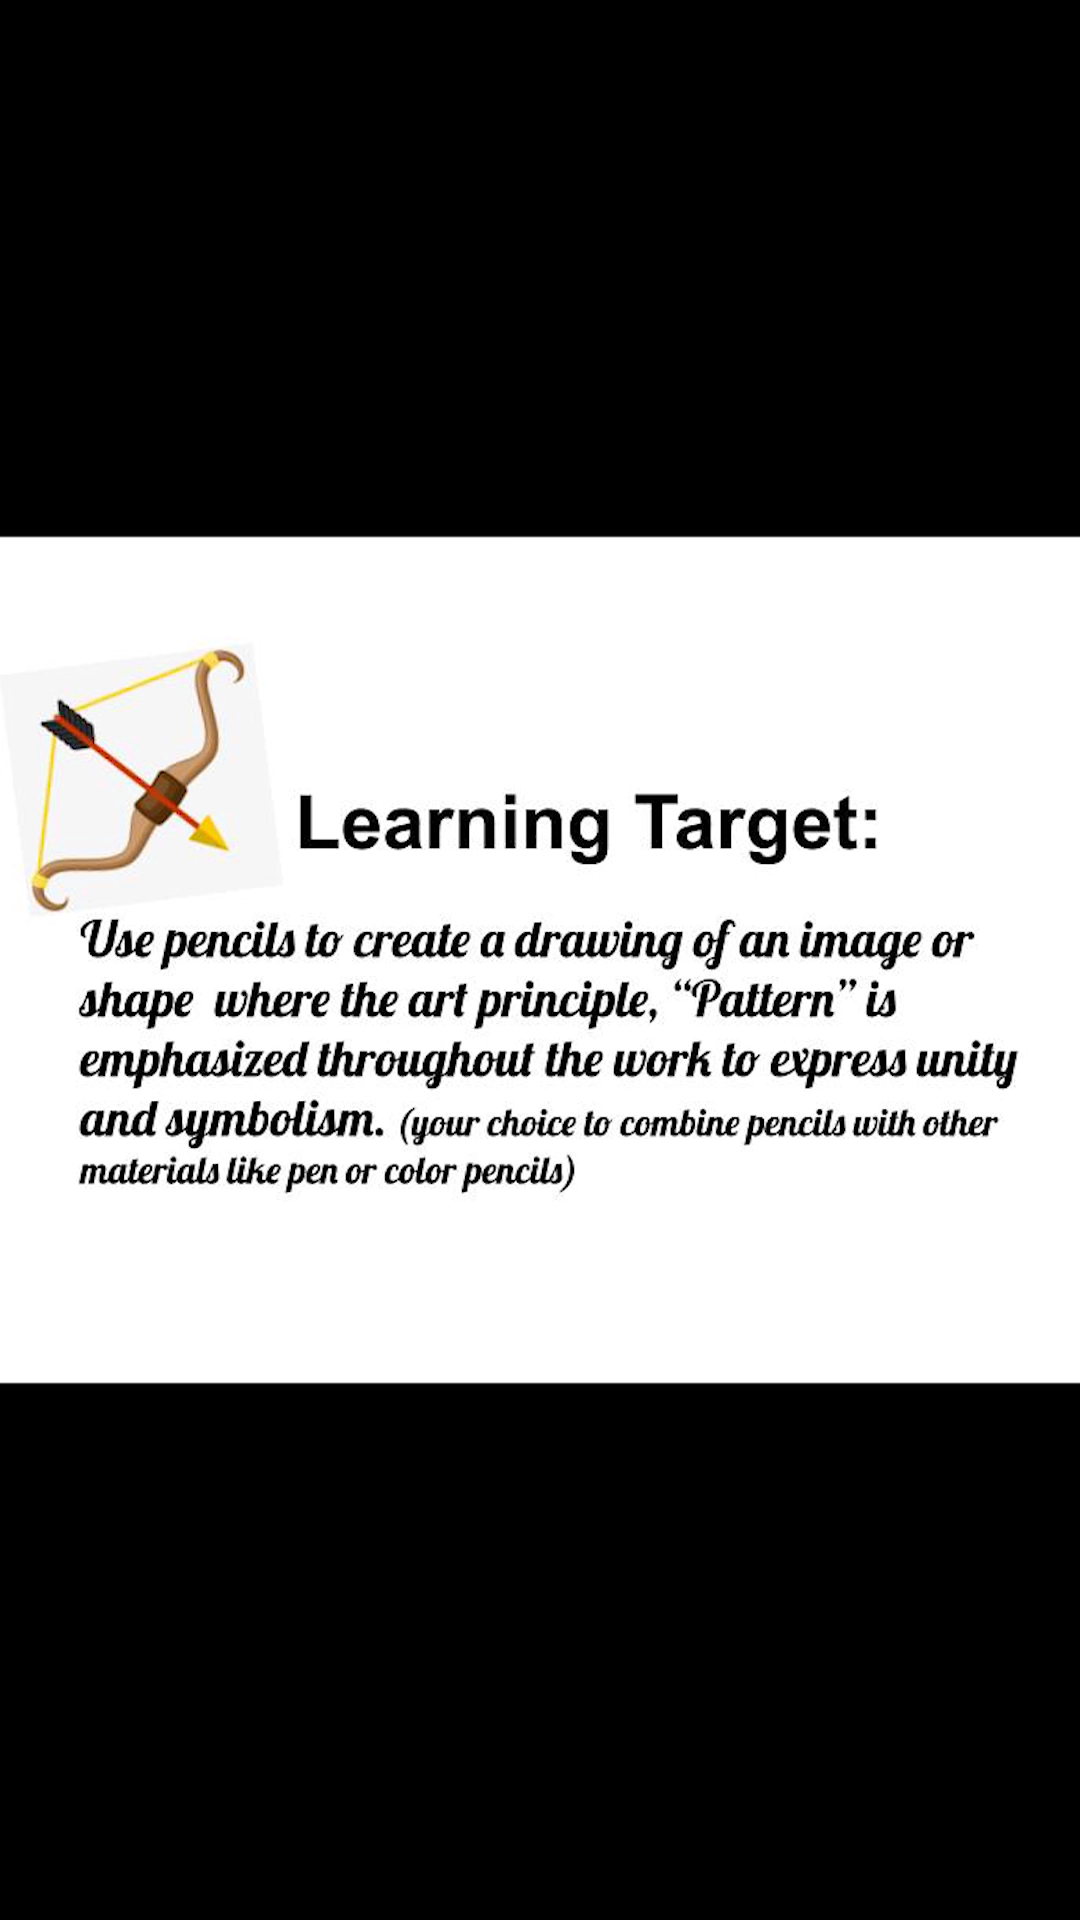 Learning Target:
Use pencils to create a drawing of an image or
shape  where the art principle, “Pattern” is
emphasized throughout the work to express unity
and symbolism. (your choice to combine pencils with other
materials like pen or color pencils)